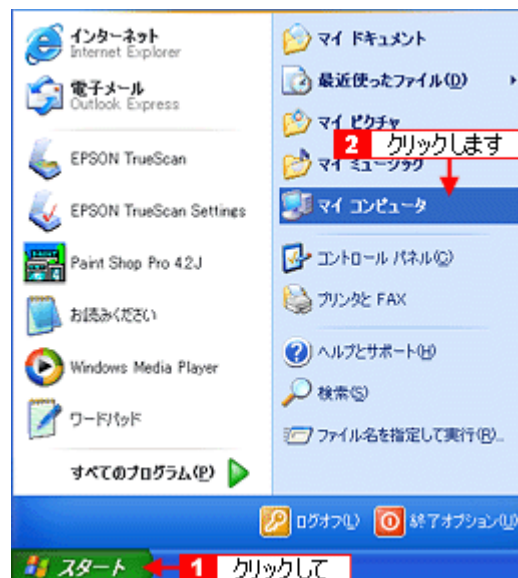 インターネット
Internet Explorer
電子メール
Outlook Express
EPSON TrueScan
EPSON TrueScan Settings
Paint Shop Pro 4.2J
お読みください
Windows Media Player
ワードパッド
すべてのプログラム(P)
マイ ドキュメント
最近使ったファイル(D)
マイ ピクチャ
2 クリックします
マイ ミュージック
マイ コンピュータ
コントロール パネル(C)
プリンタと FAX
ヘルプとサポート(H)
検索(S)
ファイル名を指定して実行(R)...
ログオフ(L)
終了オプション(U)
スタート
1 クリックして